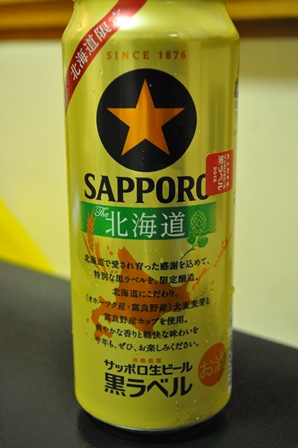 北海道限定
SINCE 1876
SAPPORO
The
北海道
北海道で愛され育った感謝を込めて、
特別な黒ラベルを、限定醸造。
北海道にこだわり、
〈オホーツク産・富良野産〉大麦麦芽と
富良野産ホップを使用。
爽やかな香りと軽快な味わいを
今年も、ぜひ、お楽しみください。
サッポロ生ビール
黒ラベル
お酒